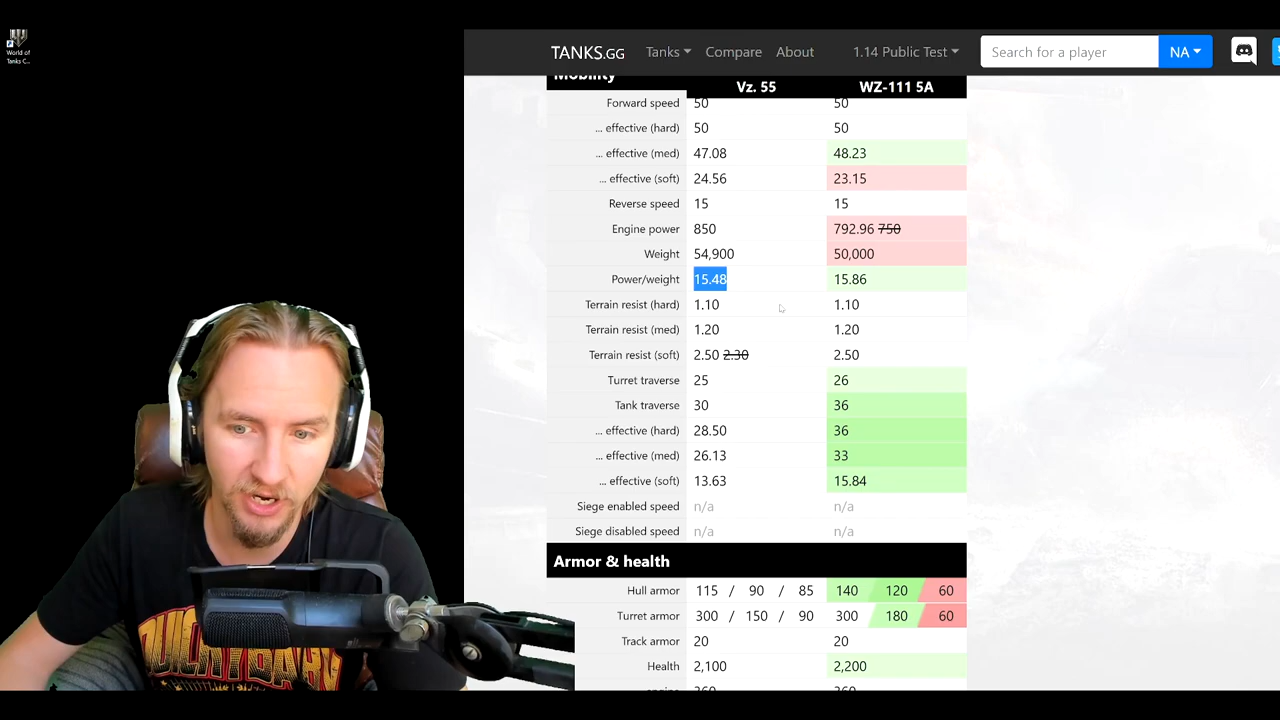 World of
Tanks C...
TANKS.GG Tanks Compare About 1.14 Public Test Search for a player NA
Mobility
Vz. 55 WZ-111 5A
Forward speed 50 50
... effective (hard) 50 50
... effective (med) 47.08 48.23
... effective (soft) 24.56 23.15
Reverse speed 15 15
Engine power 850 792.96 750
Weight 54,900 50,000
Power/weight 15.48 15.86
Terrain resist (hard) 1.10 1.10
Terrain resist (med) 1.20 1.20
Terrain resist (soft) 2.50 2.30 2.50
Turret traverse 25 26
Tank traverse 30 36
... effective (hard) 28.50 36
... effective (med) 26.13 33
... effective (soft) 13.63 15.84
Siege enabled speed n/a n/a
Siege disabled speed n/a n/a
Armor & health
Hull armor 115 / 90 / 85 140 120 60
Turret armor 300 / 150 / 90 300 180 60
Track armor 20 20
Health 2,100 2,200
engine 260 260